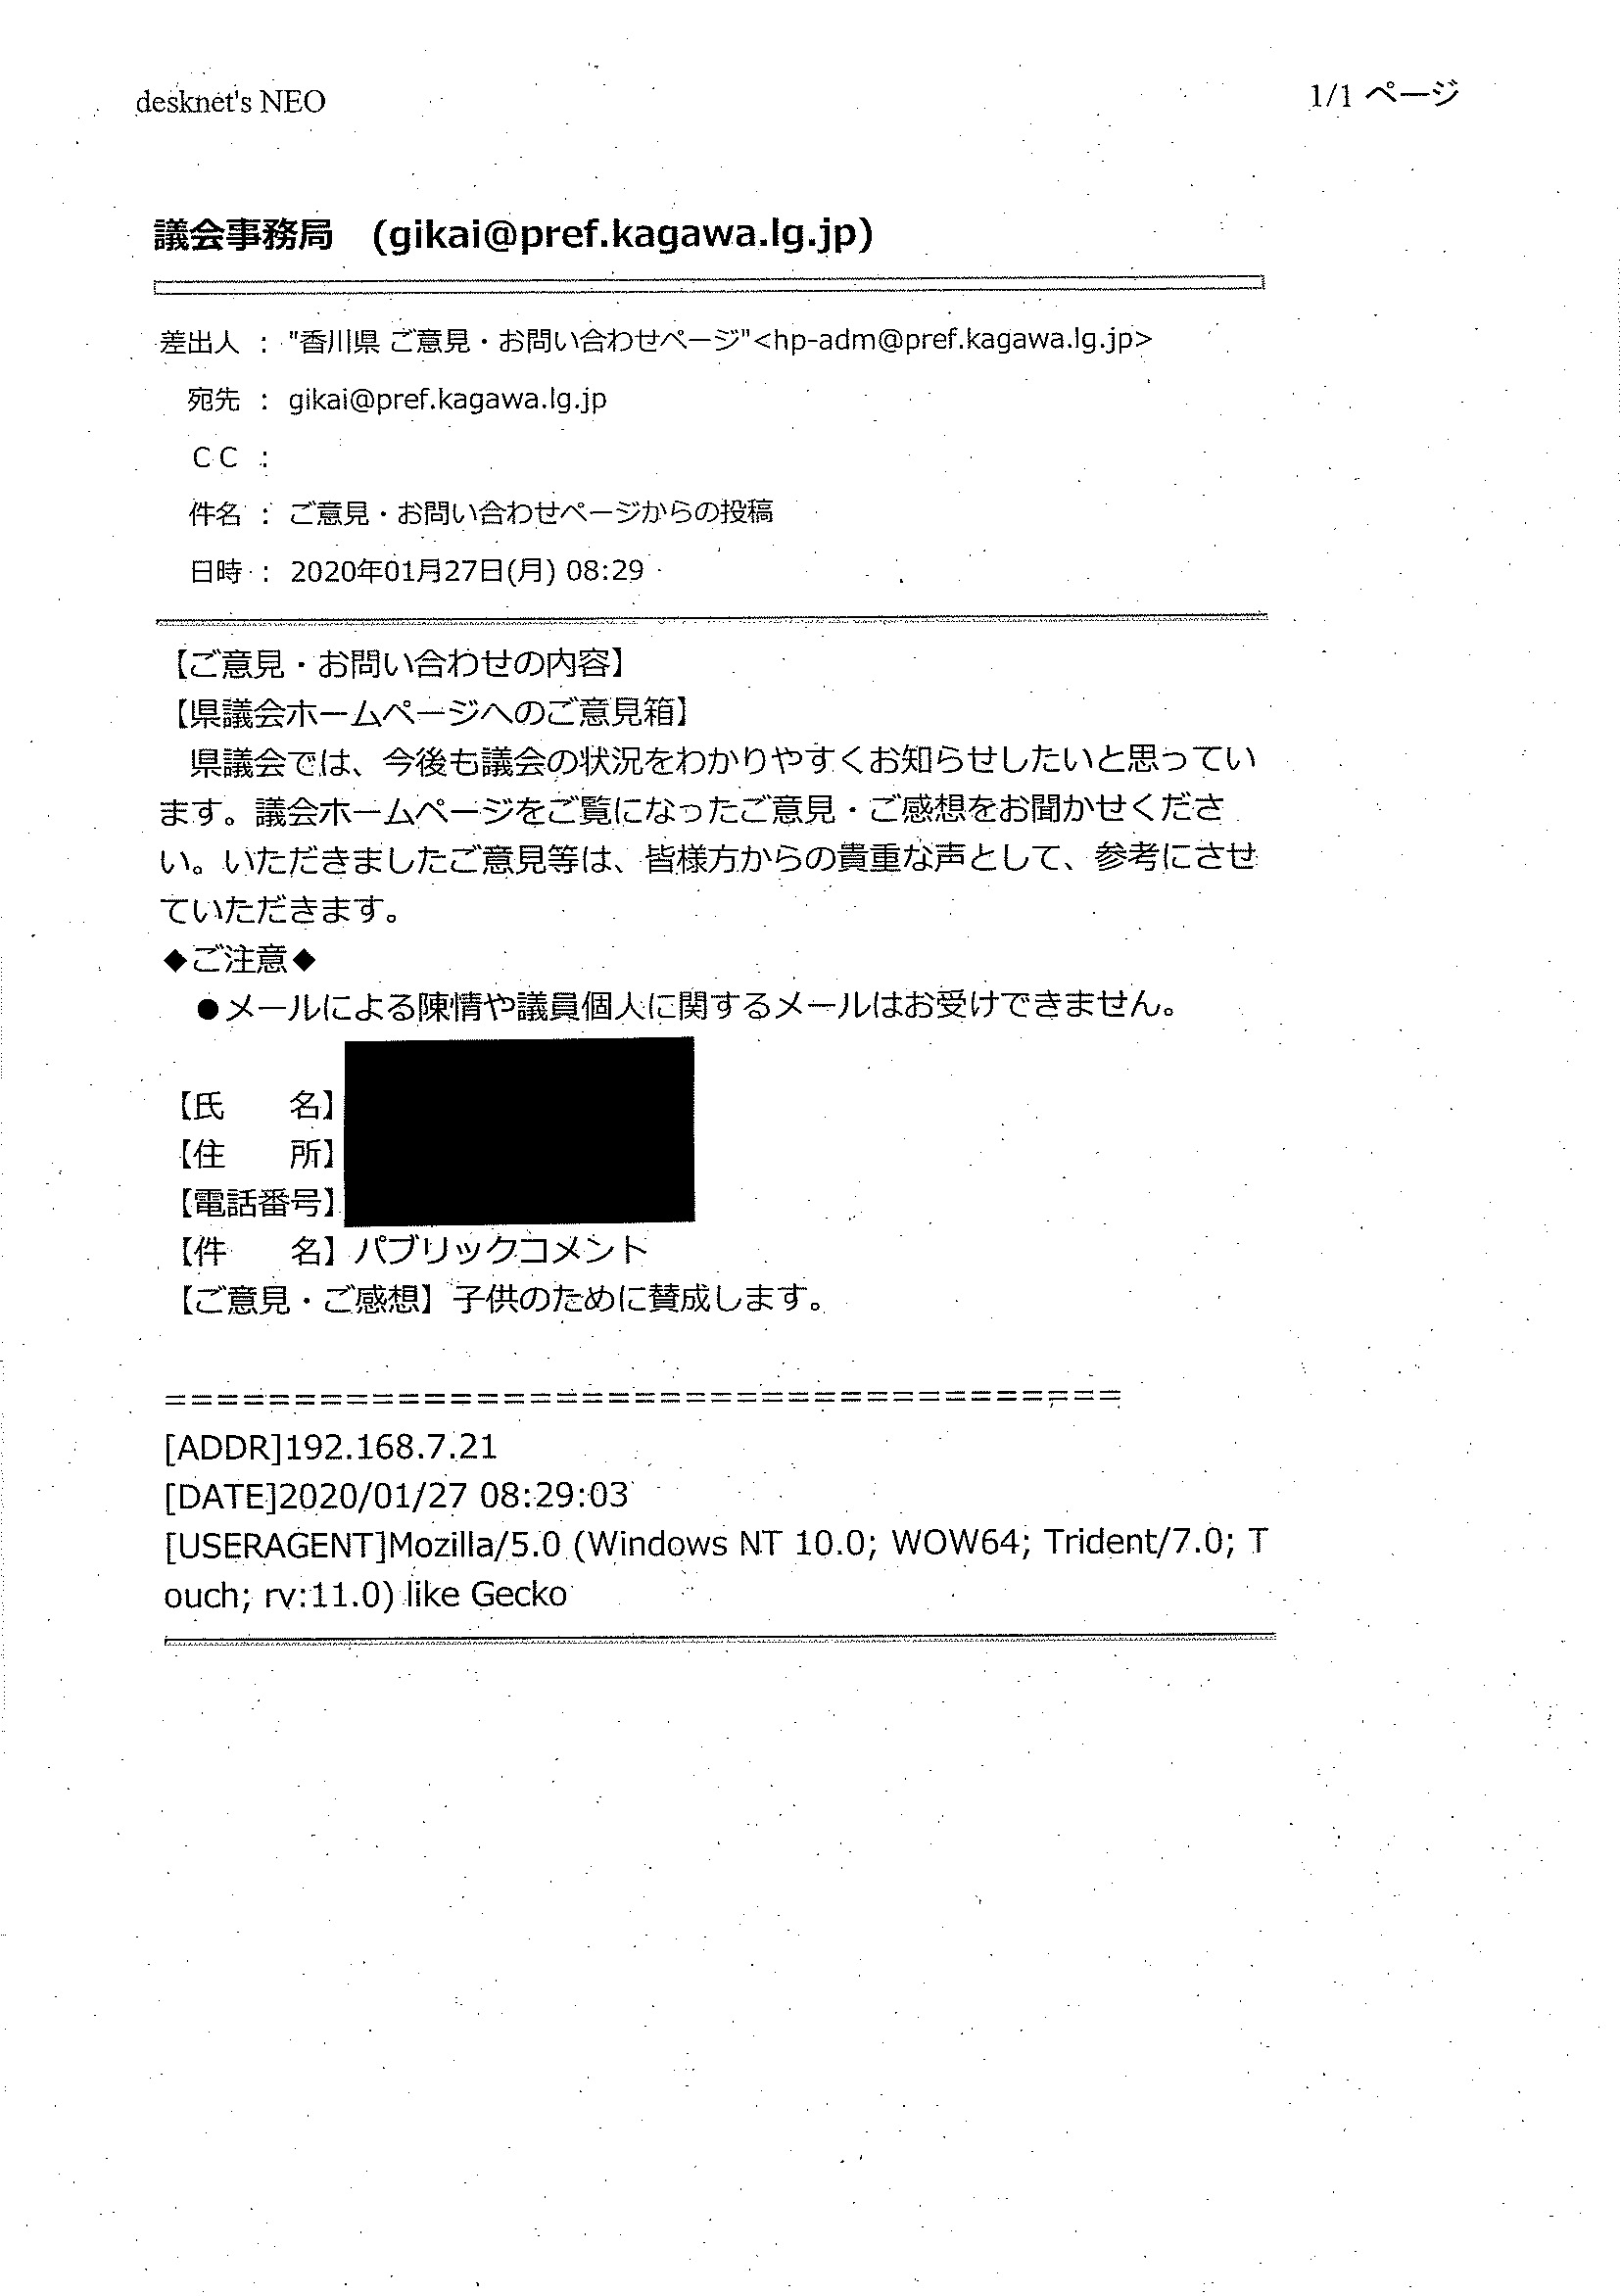 desknet's NEO
1/1 ページ
議会事務局　(gikai@pref.kagawa.lg.jp)
差出人 ： "香川県 ご意見・お問い合わせページ"<hp-adm@pref.kagawa.lg.jp>
宛先 ： gikai@pref.kagawa.lg.jp
ＣＣ ：
件名 ： ご意見・お問い合わせページからの投稿
日時 ： 2020年01月27日(月) 08:29
【ご意見・お問い合わせの内容】
【県議会ホームページへのご意見箱】
　県議会では、今後も議会の状況をわかりやすくお知らせしたいと思ってい
ます。議会ホームページをご覧になったご意見・ご感想をお聞かせくださ
い。いただきましたご意見等は、皆様方からの貴重な声として、参考にさせ
ていただきます。
◆ご注意◆
　●メールによる陳情や議員個人に関するメールはお受けできません。
【氏　　名】
【住　　所】
【電話番号】
【件　　名】パブリックコメント
【ご意見・ご感想】子供のために賛成します。
=====================================
[ADDR]192.168.7.21
[DATE]2020/01/27 08:29:03
[USERAGENT]Mozilla/5.0 (Windows NT 10.0; WOW64; Trident/7.0; T
ouch; rv:11.0) like Gecko